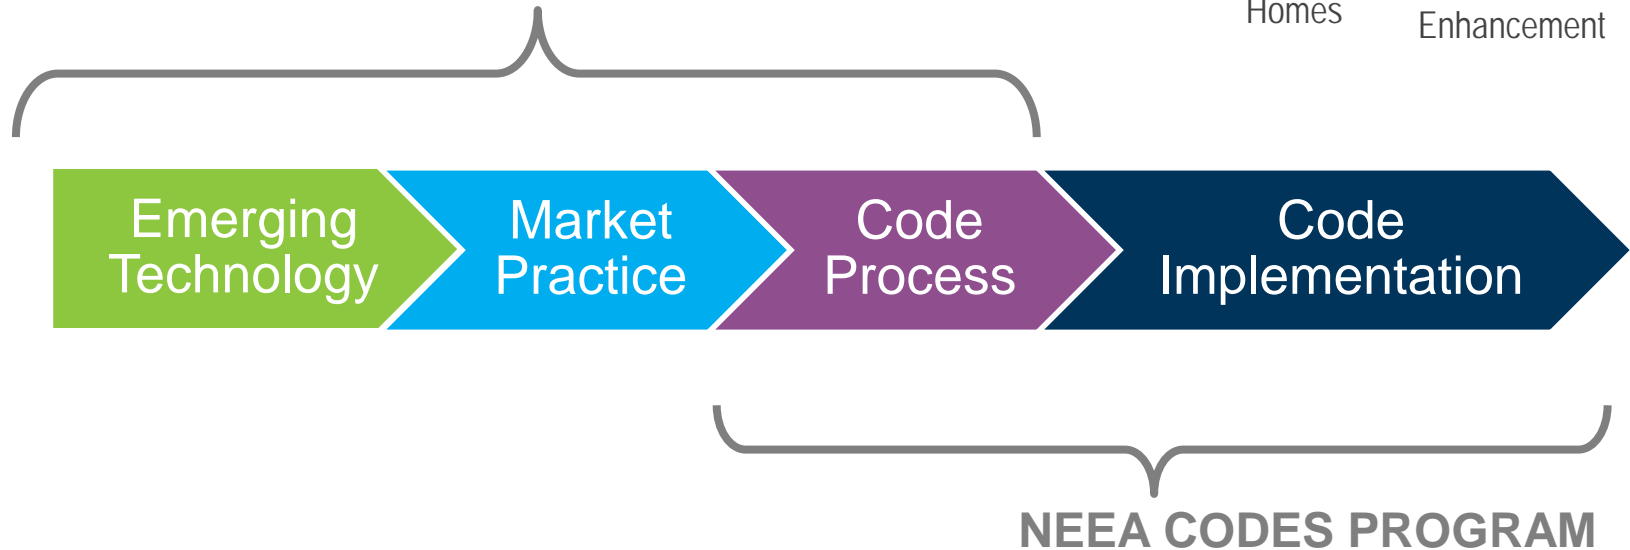 Homes
Enhancement
Emerging
Technology
Market
Practice
Code
Process
Code
Implementation
NEEA CODES PROGRAM